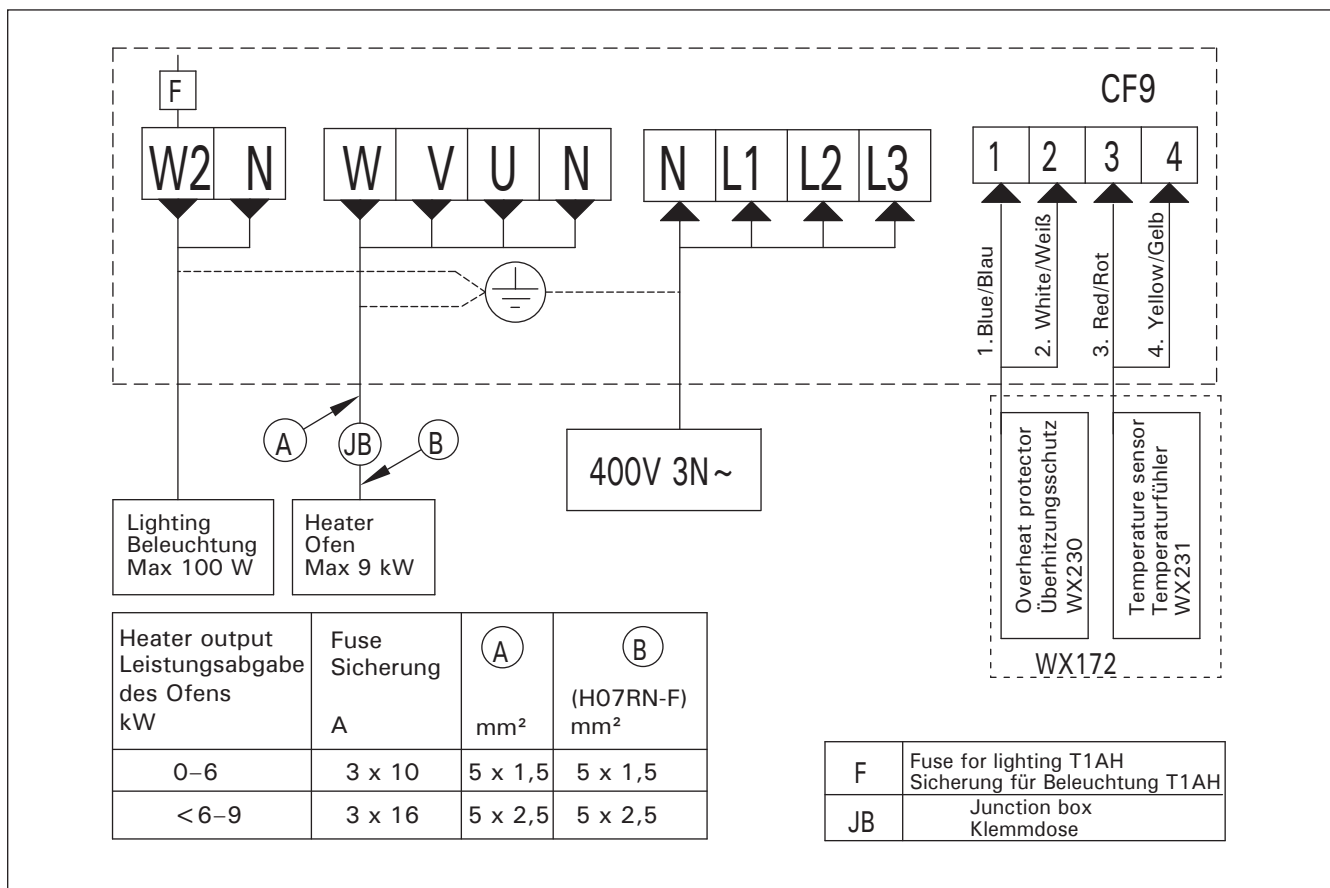 CF9
F
W2 N
W V U N
N L1 L2 L3
1 2 3 4
1.Blue/Blau
2. White/Weiß
3. Red/Rot
4. Yellow/Gelb
A
JB
B
400V 3N~
Lighting
Beleuchtung
Max 100 W
Heater
Ofen
Max 9 kW
Overheat protector
Überhitzungsschutz
WX230
Temperature sensor
Temperaturfühler
WX231
WX172
Heater output
Leistungsabgabe
des Ofens
kW
Fuse
Sicherung
A
A
mm²
B
(H07RN-F)
mm²
0–6 3 x 10 5 x 1,5 5 x 1,5
<6–9 3 x 16 5 x 2,5 5 x 2,5
F
Fuse for lighting T1AH
Sicherung für Beleuchtung T1AH
JB
Junction box
Klemmdose